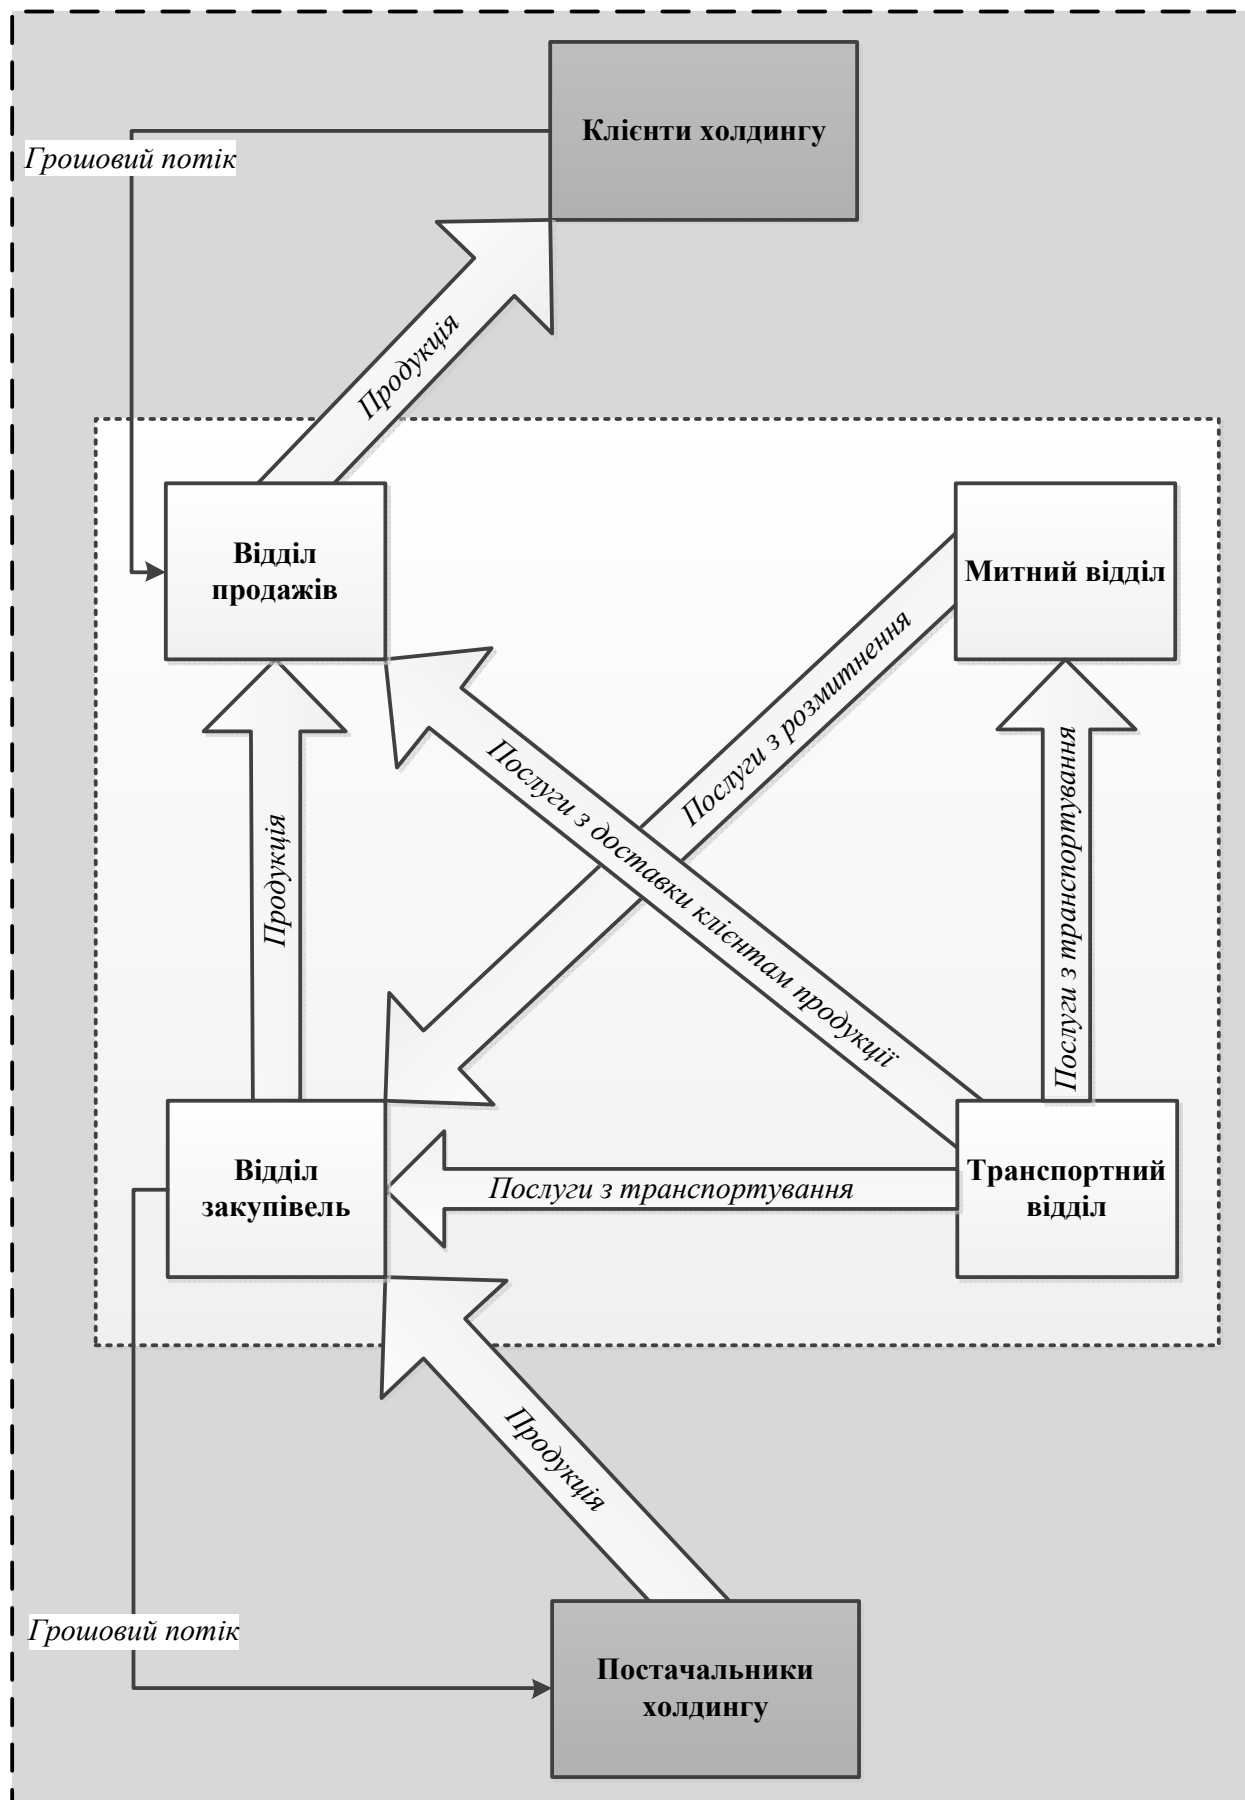 Клієнти холдингу
Грошовий потік
Продукція
Відділ
продажів
Митний відділ
Послуги з розмитнення
Послуги з доставки клієнтам продукції
Продукція
Послуги з транспортування
Відділ
закупівель
Послуги з транспортування
Транспортний
відділ
Продукція
Грошовий потік
Постачальники
холдингу